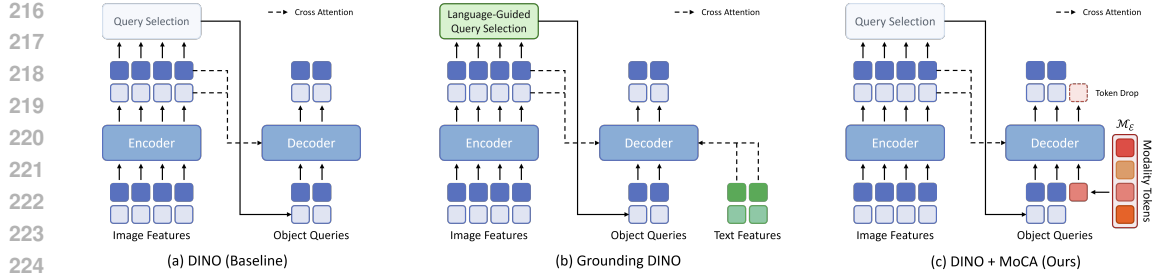 216
217
218
219
220
221
222
223
224
Query Selection
Cross Attention
Encoder
Decoder
Image Features
Object Queries
(a) DINO (Baseline)
Language-Guided
Query Selection
Cross Attention
Encoder
Decoder
Image Features
Object Queries
Text Features
(b) Grounding DINO
Query Selection
Cross Attention
Token Drop
Encoder
Decoder
ℳ_ℰ
Modality Tokens
Image Features
Object Queries
(c) DINO + MoCA (Ours)